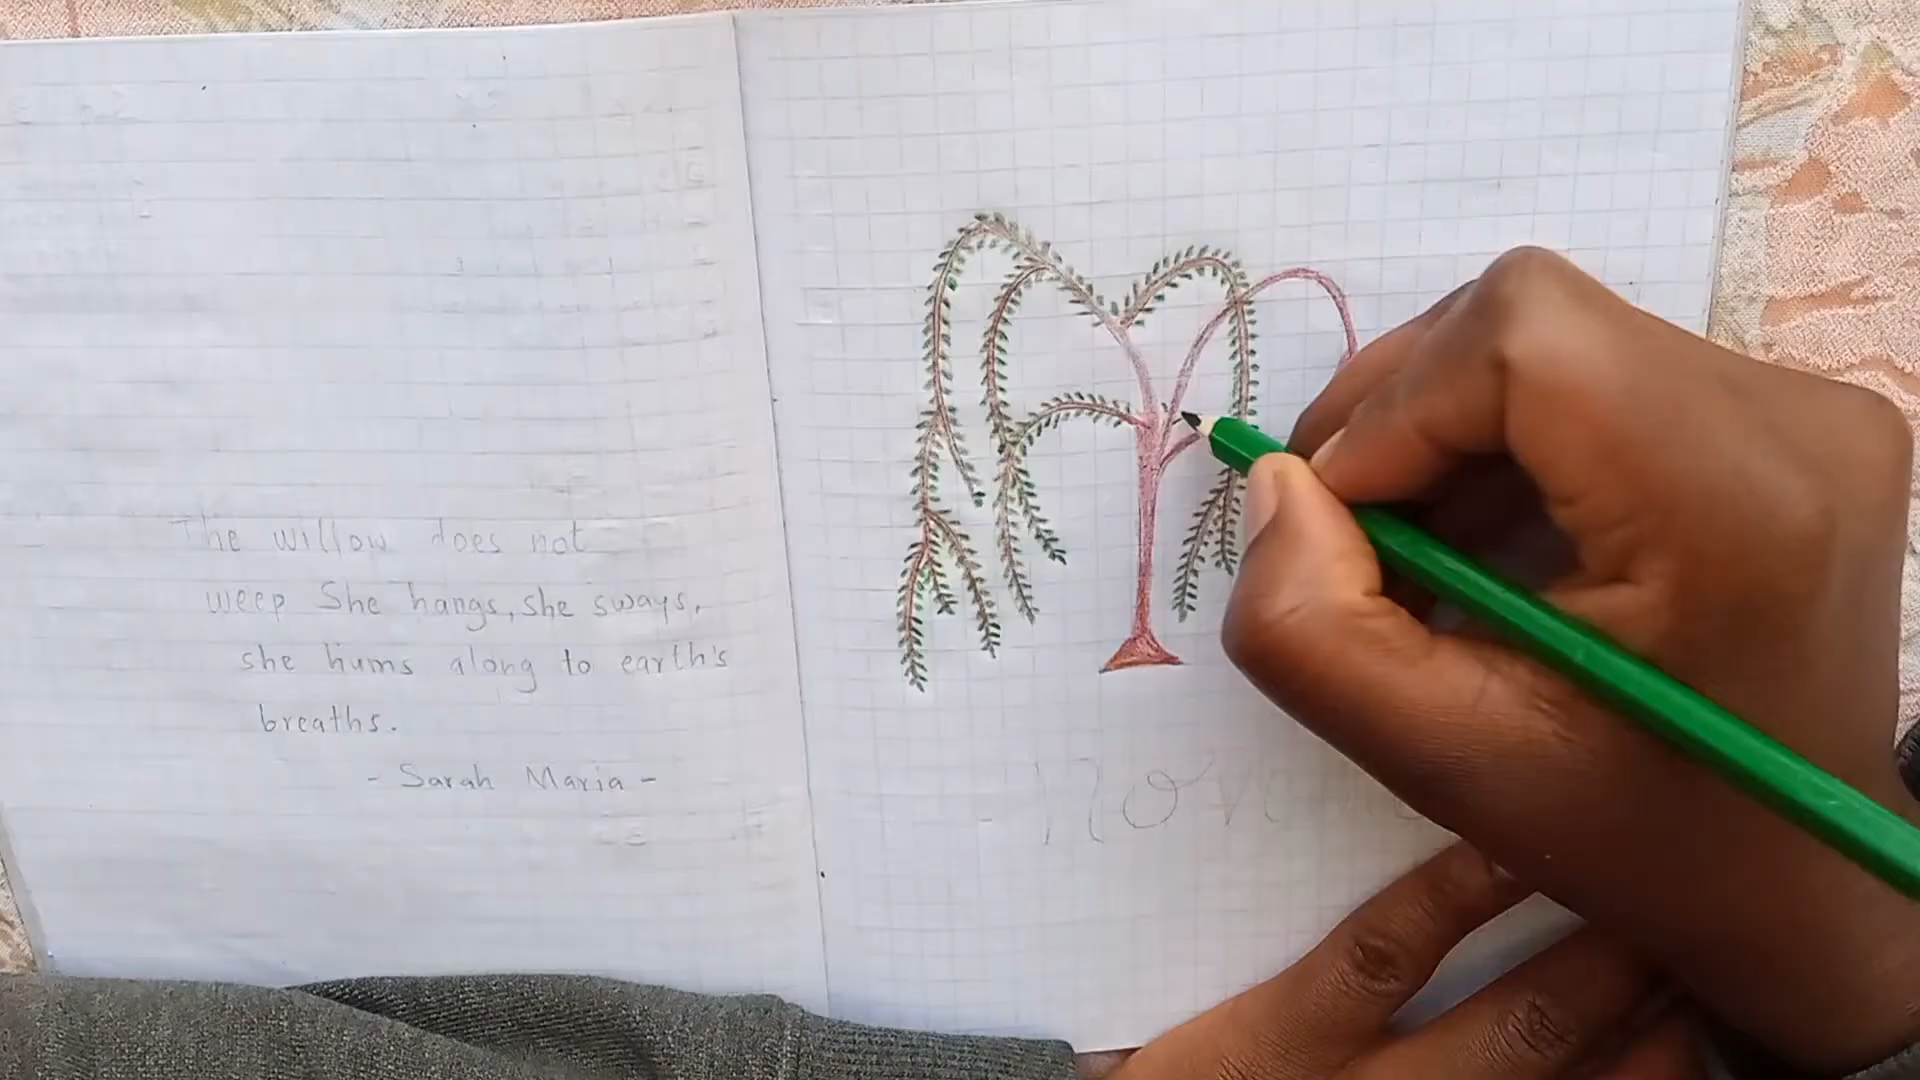 The willow does not
weep She hangs, she sways,
she hums along to earth's
breaths.
- Sarah Maria -